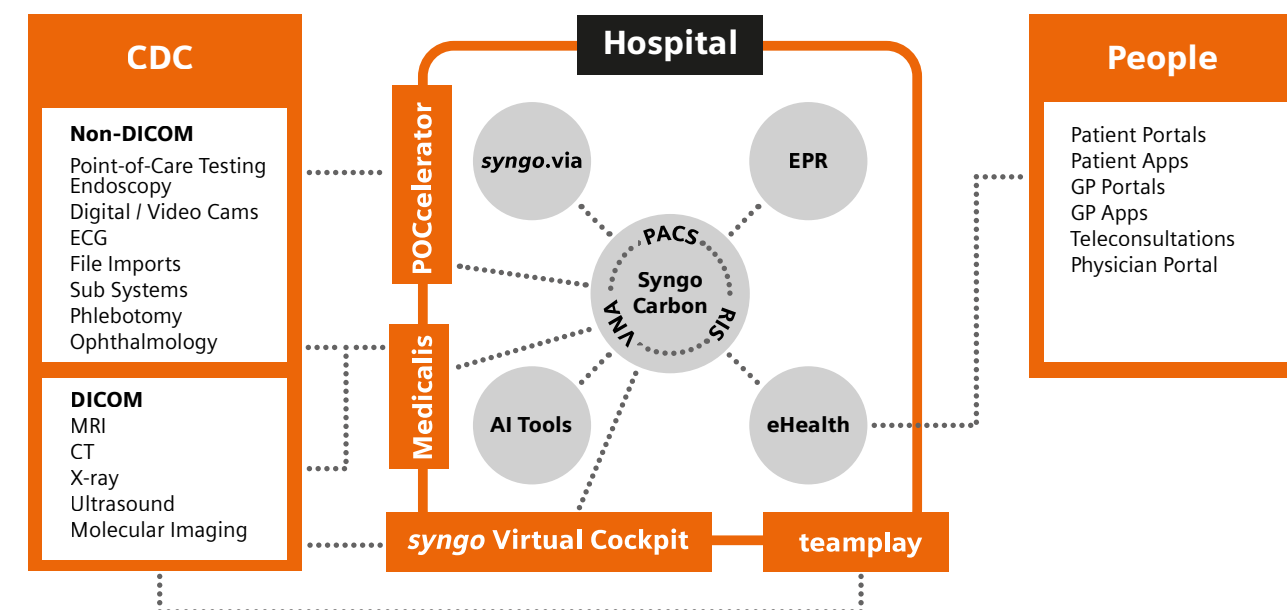 CDC
Non-DICOM
Point-of-Care Testing
Endoscopy
Digital / Video Cams
ECG
File Imports
Sub Systems
Phlebotomy
Ophthalmology
DICOM
MRI
CT
X-ray
Ultrasound
Molecular Imaging
Hospital
POCcelerator
Medicalis
syngo.via
EPR
PACS
Syngo
Carbon
VNA
RIS
AI Tools
eHealth
syngo Virtual Cockpit
teamplay
People
Patient Portals
Patient Apps
GP Portals
GP Apps
Teleconsultations
Physician Portal